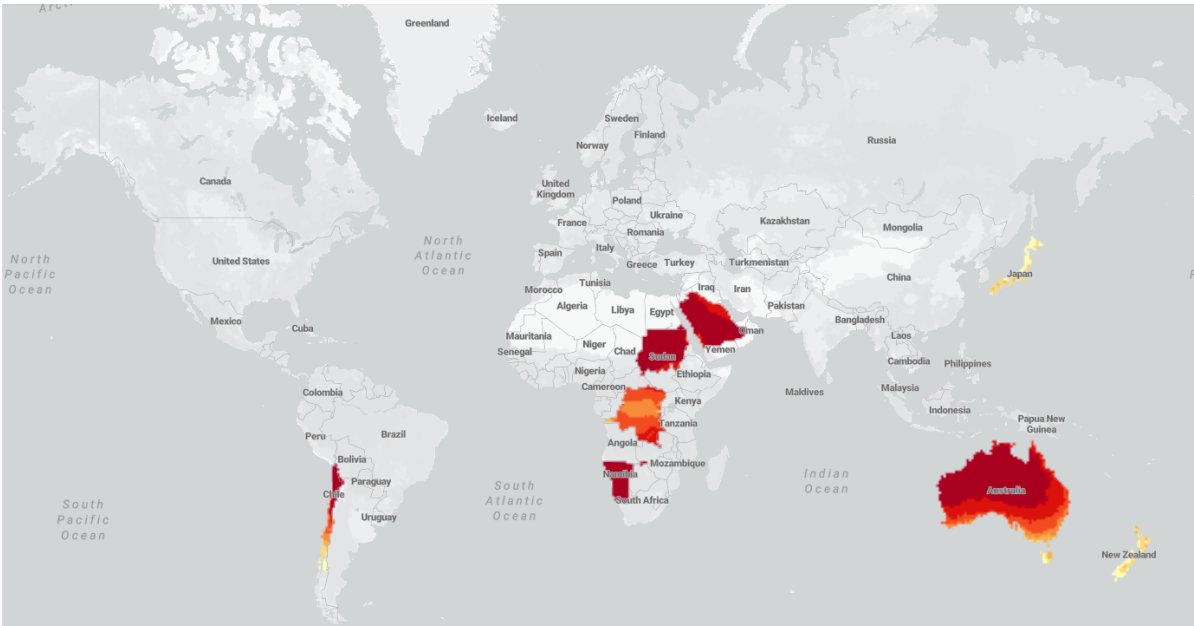 Arc
Greenland
Iceland
Sweden
Finland
Norway
Russia
Canada
United
Kingdom
Poland
Ukraine
Kazakhstan
Mongolia
France
Romania
North
Pacific
Ocean
North
Atlantic
Ocean
United States
Spain
Italy
Greece
Turkey
Turkmenistan
China
Japan
Morocco
Tunisia
Iraq
Iran
Algeria
Libya
Egypt
Pakistan
Mexico
Cuba
Mauritania
Niger
Chad
Sudan
Oman
Yemen
Bangladesh
Laos
Senegal
Nigeria
Ethiopia
Cambodia
Philippines
Cameroon
Kenya
Maldives
Malaysia
Colombia
Indonesia
Papua New
Guinea
Tanzania
Peru
Brazil
Angola
Bolivia
Namibia
Mozambique
Paraguay
Chile
South
Pacific
Ocean
South
Atlantic
Ocean
Indian
Ocean
Australia
South Africa
Uruguay
New Zealand